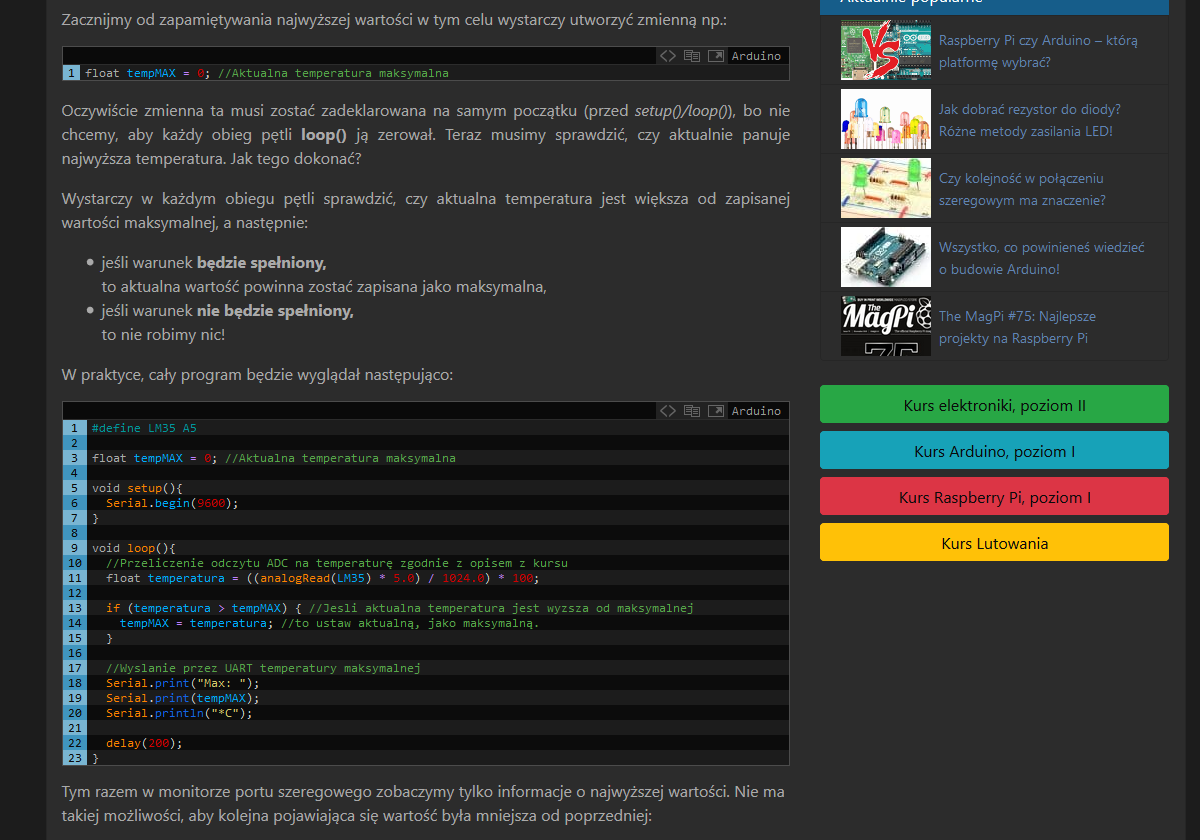 Zacznijmy od zapamiętywania najwyższej wartości w tym celu wystarczy utworzyć zmienną np.:
Arduino
1 float tempMAX = 0; //Aktualna temperatura maksymalna
Oczywiście zmienna ta musi zostać zadeklarowana na samym początku (przed setup()/loop()), bo nie
chcemy, aby każdy obieg pętli loop() ją zerował. Teraz musimy sprawdzić, czy aktualnie panuje
najwyższa temperatura. Jak tego dokonać?
Wystarczy w każdym obiegu pętli sprawdzić, czy aktualna temperatura jest większa od zapisanej
wartości maksymalnej, a następnie:
jeśli warunek będzie spełniony,
to aktualna wartość powinna zostać zapisana jako maksymalna,
jeśli warunek nie będzie spełniony,
to nie robimy nic!
W praktyce, cały program będzie wyglądał następująco:
Arduino
1 #define LM35 A5
2
3 float tempMAX = 0; //Aktualna temperatura maksymalna
4
5 void setup(){
6   Serial.begin(9600);
7 }
8
9 void loop(){
10   //Przeliczenie odczytu ADC na temperaturę zgodnie z opisem z kursu
11   float temperatura = ((analogRead(LM35) * 5.0) / 1024.0) * 100;
12
13   if (temperatura > tempMAX) { //Jesli aktualna temperatura jest wyzsza od maksymalnej
14     tempMAX = temperatura; //to ustaw aktualną, jako maksymalną.
15   }
16
17   //Wyslanie przez UART temperatury maksymalnej
18   Serial.print("Max: ");
19   Serial.print(tempMAX);
20   Serial.println("*C");
21
22   delay(200);
23 }
Tym razem w monitorze portu szeregowego zobaczymy tylko informacje o najwyższej wartości. Nie ma
takiej możliwości, aby kolejna pojawiająca się wartość była mniejsza od poprzedniej:
Aktualnie popularne
VS
Raspberry Pi czy Arduino – którą
platformę wybrać?
Jak dobrać rezystor do diody?
Różne metody zasilania LED!
Czy kolejność w połączeniu
szeregowym ma znaczenie?
Wszystko, co powinieneś wiedzieć
o budowie Arduino!
The
MagPi
75
The MagPi #75: Najlepsze
projekty na Raspberry Pi
Kurs elektroniki, poziom II
Kurs Arduino, poziom I
Kurs Raspberry Pi, poziom I
Kurs Lutowania